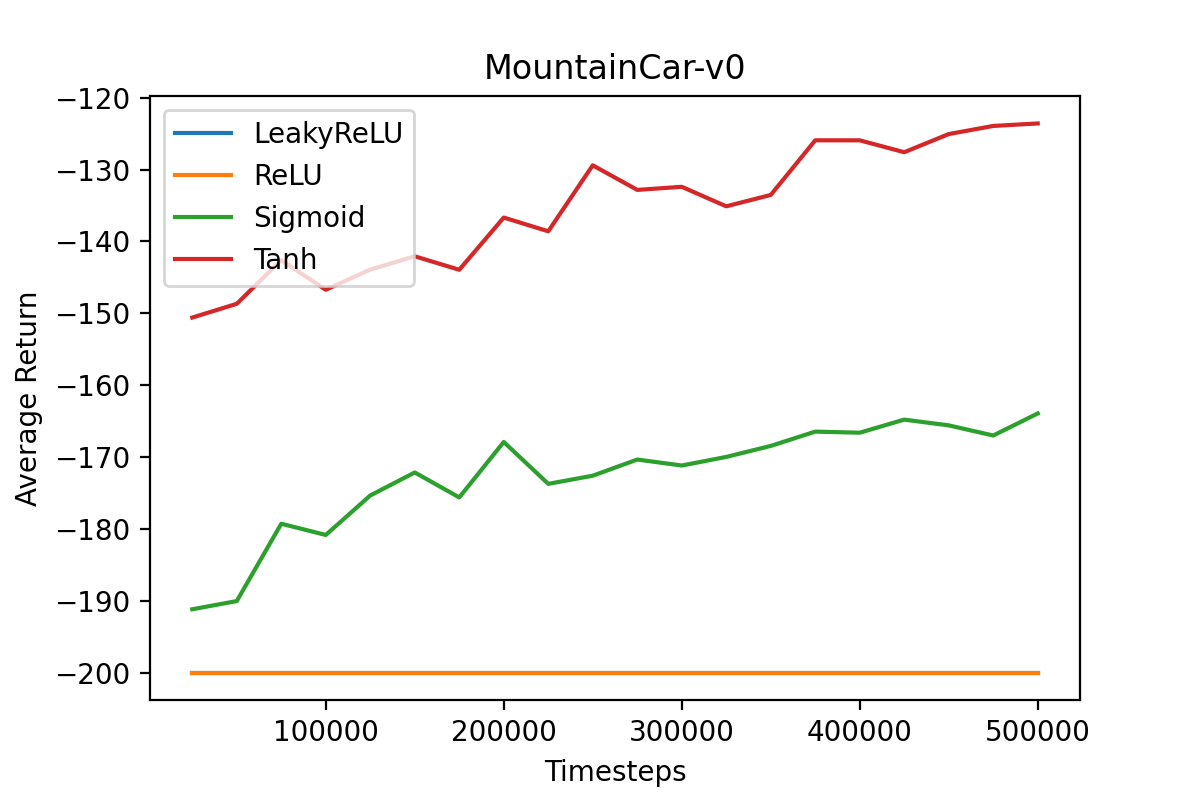 MountainCar-v0
−120
−130
−140
−150
−160
−170
−180
−190
−200
Average Return
LeakyReLU
ReLU
Sigmoid
Tanh
100000 200000 300000 400000 500000
Timesteps